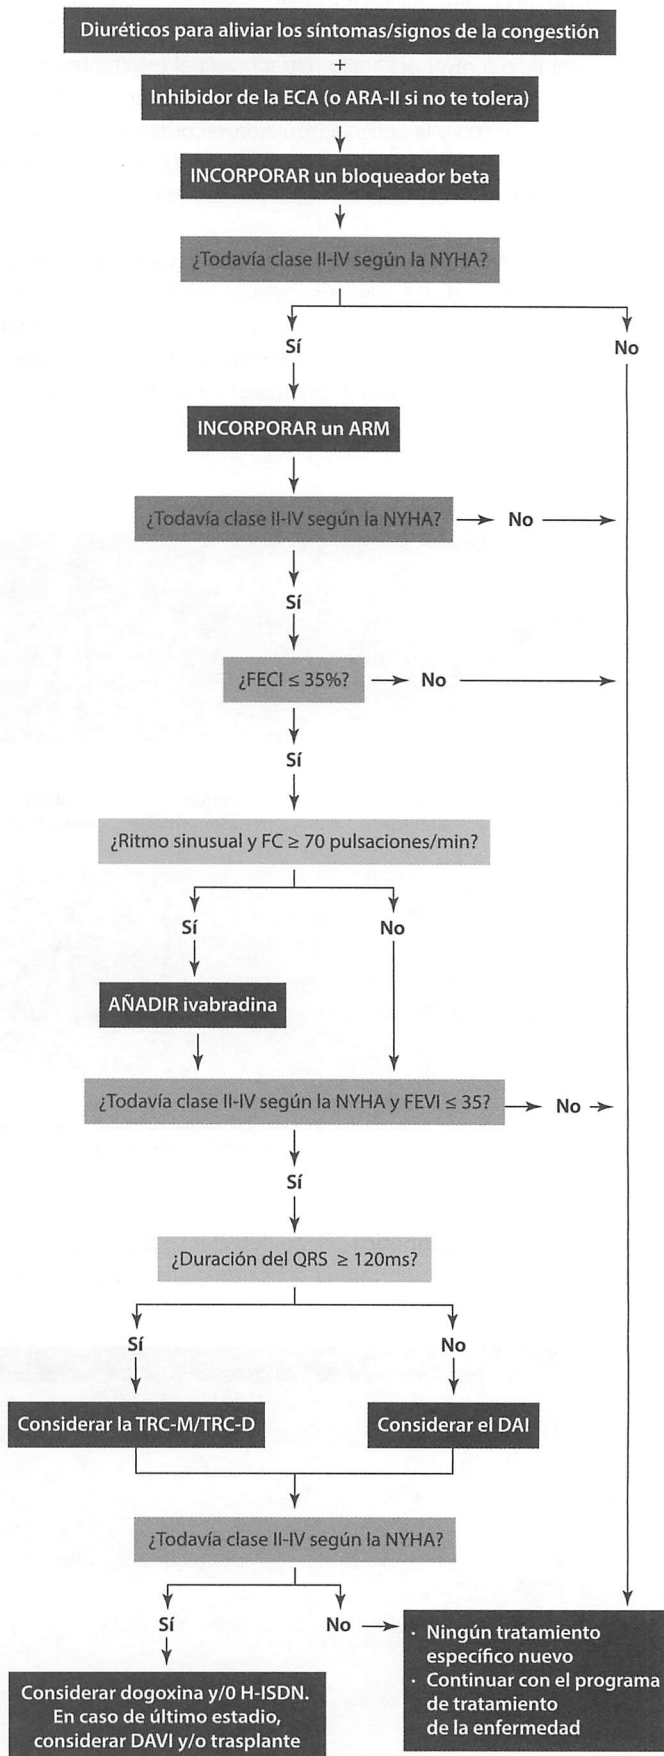 Diuréticos para aliviar los síntomas/signos de la congestión
+
Inhibidor de la ECA (o ARA-II si no te tolera)
INCORPORAR un bloqueador beta
¿Todavía clase II-IV según la NYHA?
Sí
No
INCORPORAR un ARM
¿Todavía clase II-IV según la NYHA?
No
Sí
¿FECI ≤ 35%?
No
Sí
¿Ritmo sinusual y FC ≥ 70 pulsaciones/min?
Sí
No
AÑADIR ivabradina
¿Todavía clase II-IV según la NYHA y FEVI ≤ 35?
No
Sí
¿Duración del QRS ≥ 120ms?
Sí
No
Considerar la TRC-M/TRC-D
Considerar el DAI
¿Todavía clase II-IV según la NYHA?
Sí
No
Considerar dogoxina y/0 H-ISDN.
En caso de último estadio,
considerar DAVI y/o trasplante
· Ningún tratamiento
específico nuevo
· Continuar con el programa
de tratamiento
de la enfermedad